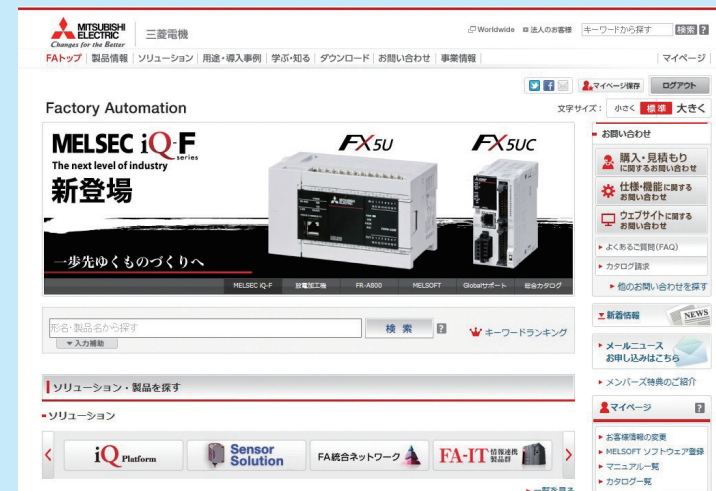 MITSUBISHI
ELECTRIC
Changes for the Better
三菱電機
Worldwide
法人のお客様
キーワードから探す
検索
?
FAトップ
製品情報
ソリューション
用途・導入事例
学ぶ・知る
ダウンロード
お問い合わせ
事業情報
マイページ
マイページ保存
ログアウト
Factory Automation
文字サイズ: 小さく 標準 大きく
MELSEC iQ-F
series
The next level of industry
新登場
FX5U
FX5UC
一歩先ゆくものづくりへ
MELSEC iQ-F
放電加工機
FR-A800
MELSOFT
Globalサポート
総合カタログ
形名・製品名から探す
検 索
?
キーワードランキング
▼入力補助
ソリューション・製品を探す
ソリューション
iQ Platform
Sensor
Solution
FA統合ネットワーク
FA-IT 情報連携
製品群
一覧を見る
お問い合わせ
購入・見積もり
に関するお問い合わせ
仕様・機能に関する
お問い合わせ
ウェブサイトに関する
お問い合わせ
よくあるご質問(FAQ)
カタログ請求
他のお問い合わせを探す
新着情報
NEWS
メールニュース
お申し込みはこちら
メンバーズ特典のご紹介
マイページ
?
お客様情報の変更
MELSOFT ソフトウェア登録
マニュアル一覧
カタログ一覧